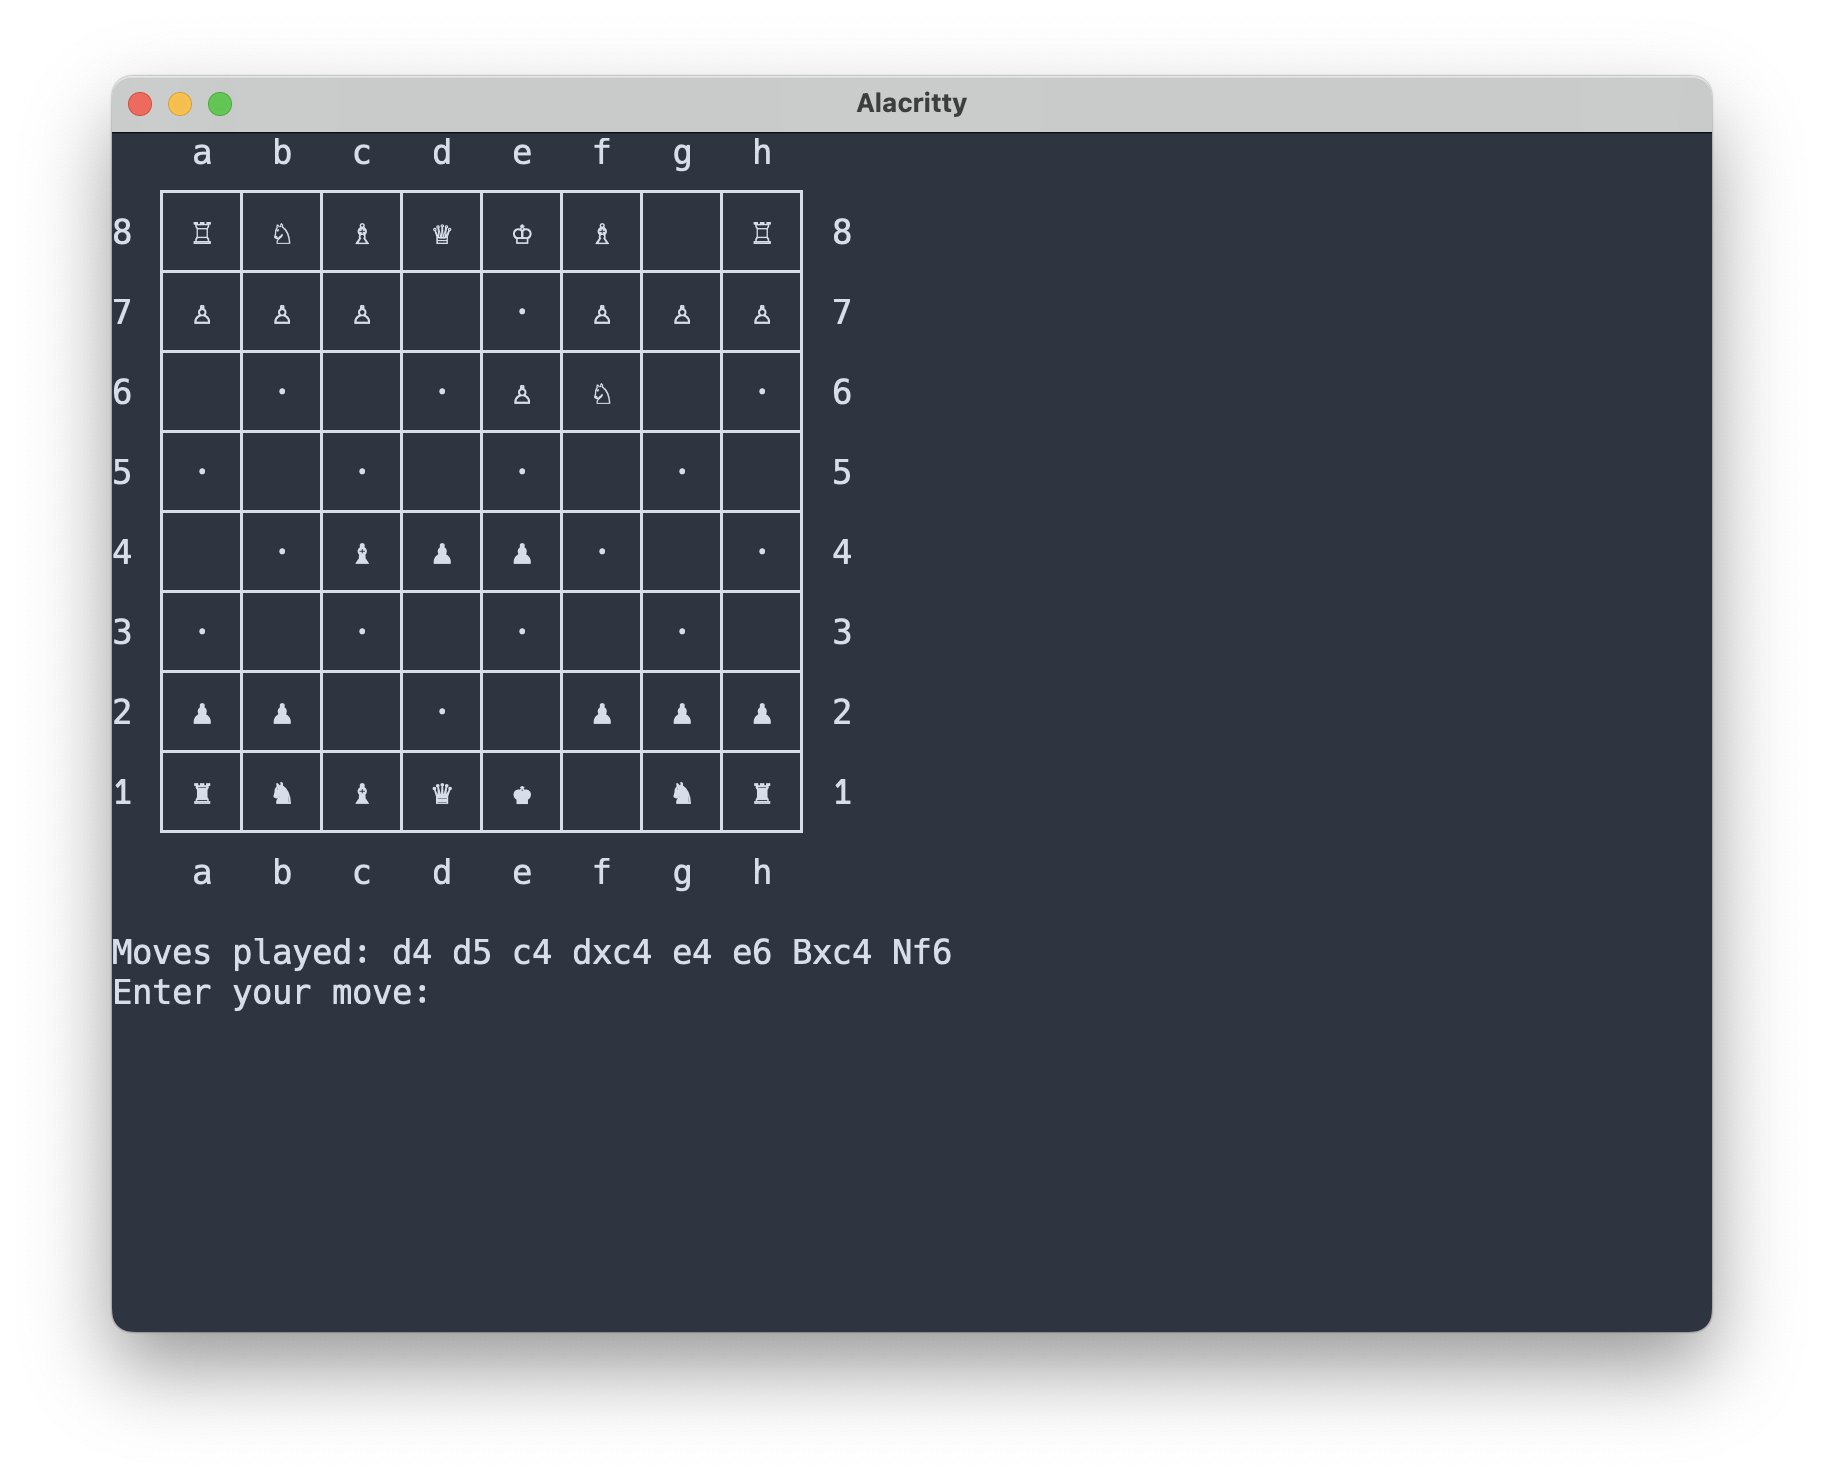 Alacritty
a b c d e f g h
8 ♖ ♘ ♗ ♕ ♔ ♗ ♖ 8
7 ♙ ♙ ♙ · ♙ ♙ ♙ 7
6 · · ♙ ♘ · 6
5 · · · · 5
4 · ♝ ♟ ♟ · · 4
3 · · · · 3
2 ♟ ♟ · ♟ ♟ ♟ 2
1 ♜ ♞ ♝ ♛ ♚ ♞ ♜ 1
a b c d e f g h
Moves played: d4 d5 c4 dxc4 e4 e6 Bxc4 Nf6
Enter your move: